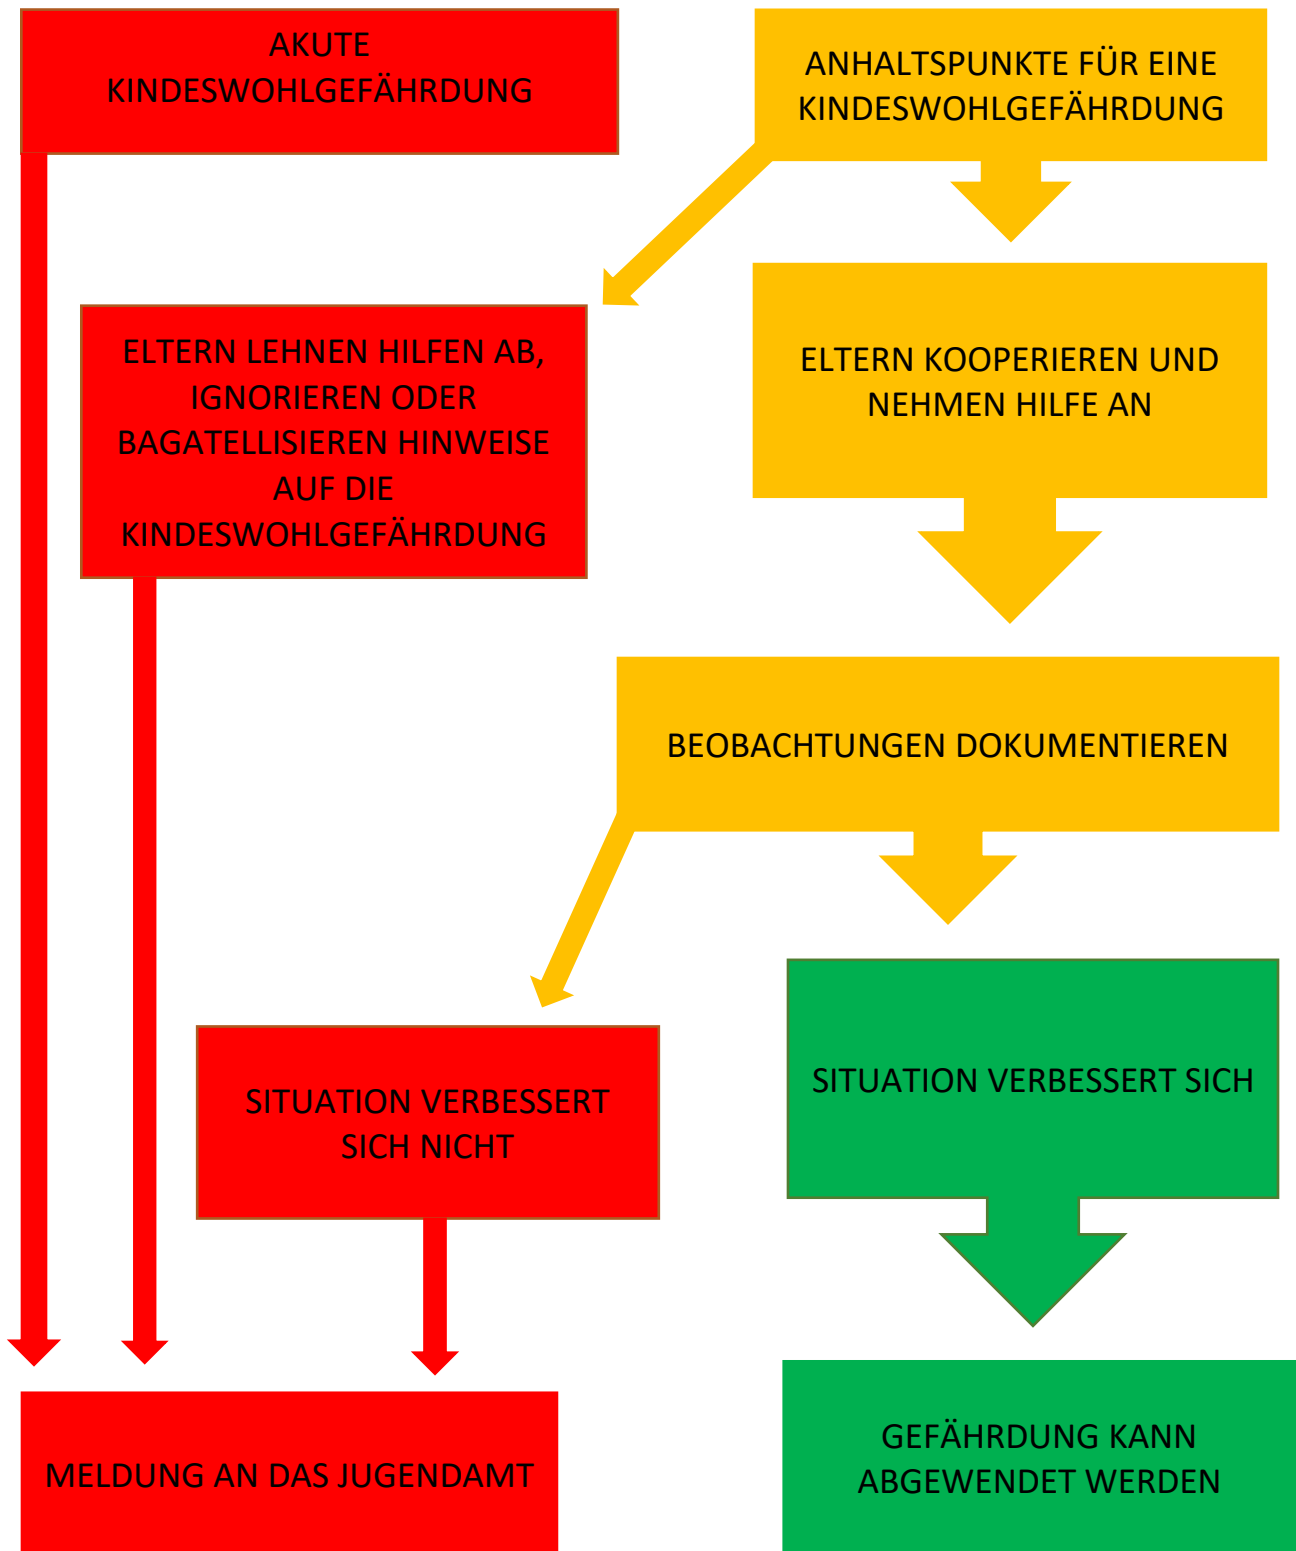 AKUTE
KINDESWOHLGEFÄHRDUNG
ANHALTSPUNKTE FÜR EINE
KINDESWOHLGEFÄHRDUNG
ELTERN LEHNEN HILFEN AB,
IGNORIEREN ODER
BAGATELLISIEREN HINWEISE
AUF DIE
KINDESWOHLGEFÄHRDUNG
ELTERN KOOPERIEREN UND
NEHMEN HILFE AN
BEOBACHTUNGEN DOKUMENTIEREN
SITUATION VERBESSERT
SICH NICHT
SITUATION VERBESSERT SICH
MELDUNG AN DAS JUGENDAMT
GEFÄHRDUNG KANN
ABGEWENDET WERDEN